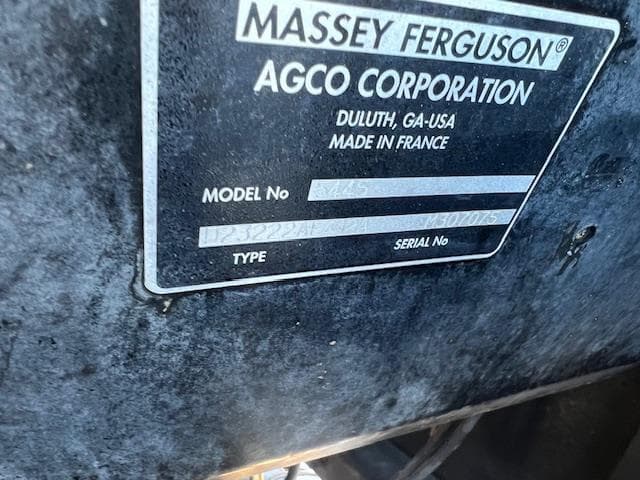 MASSEY FERGUSON®
AGCO CORPORATION
DULUTH, GA-USA
MADE IN FRANCE
MODEL No
TYPE SERIAL No